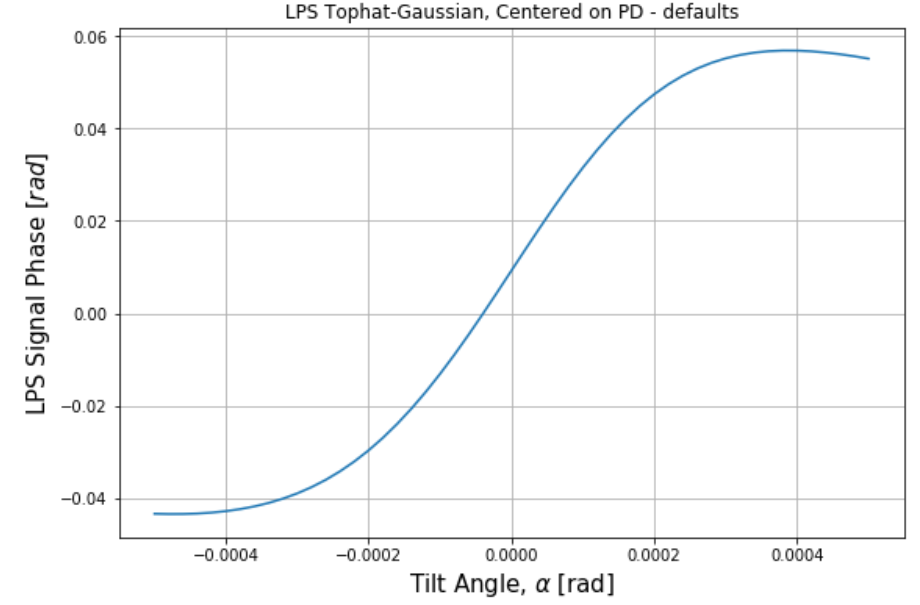 LPS Tophat-Gaussian, Centered on PD - defaults
LPS Signal Phase [rad]
0.06
0.04
0.02
0.00
−0.02
−0.04
−0.0004 −0.0002 0.0000 0.0002 0.0004
Tilt Angle, α [rad]